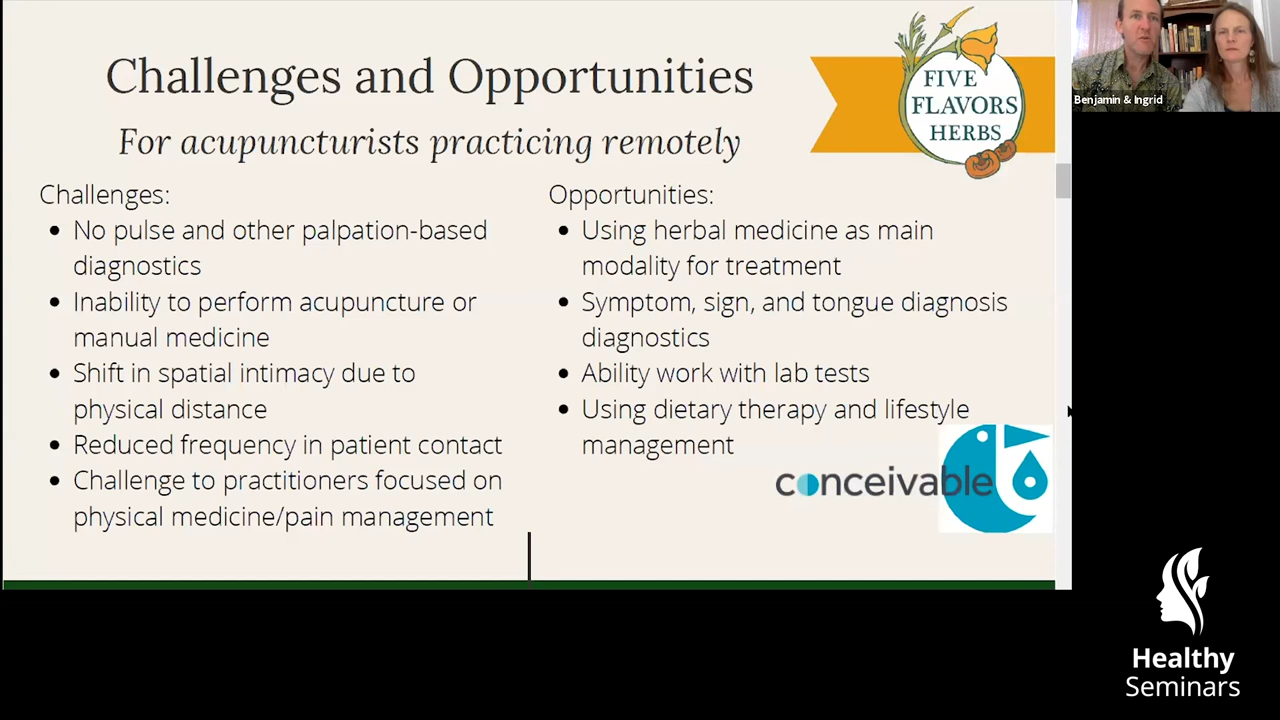 Challenges and Opportunities
For acupuncturists practicing remotely
FIVE
FLAVORS
HERBS
Benjamin & Ingrid
Challenges:
No pulse and other palpation-based
diagnostics
Inability to perform acupuncture or
manual medicine
Shift in spatial intimacy due to
physical distance
Reduced frequency in patient contact
Challenge to practitioners focused on
physical medicine/pain management
Opportunities:
Using herbal medicine as main
modality for treatment
Symptom, sign, and tongue diagnosis
diagnostics
Ability work with lab tests
Using dietary therapy and lifestyle
management
conceivable
Healthy
Seminars